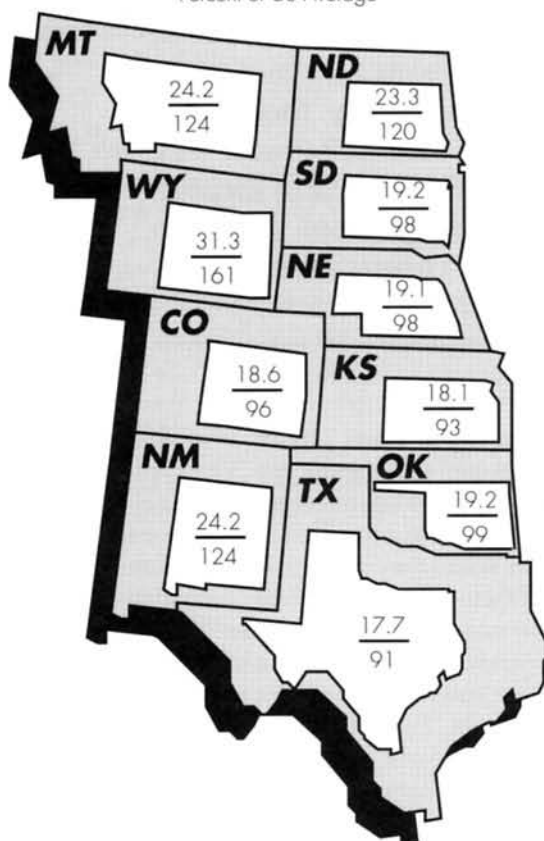 Percent of US Average
MT
24.2
124
ND
23.3
120
WY
31.3
161
SD
19.2
98
NE
19.1
98
CO
18.6
96
KS
18.1
93
NM
24.2
124
TX
17.7
91
OK
19.2
99